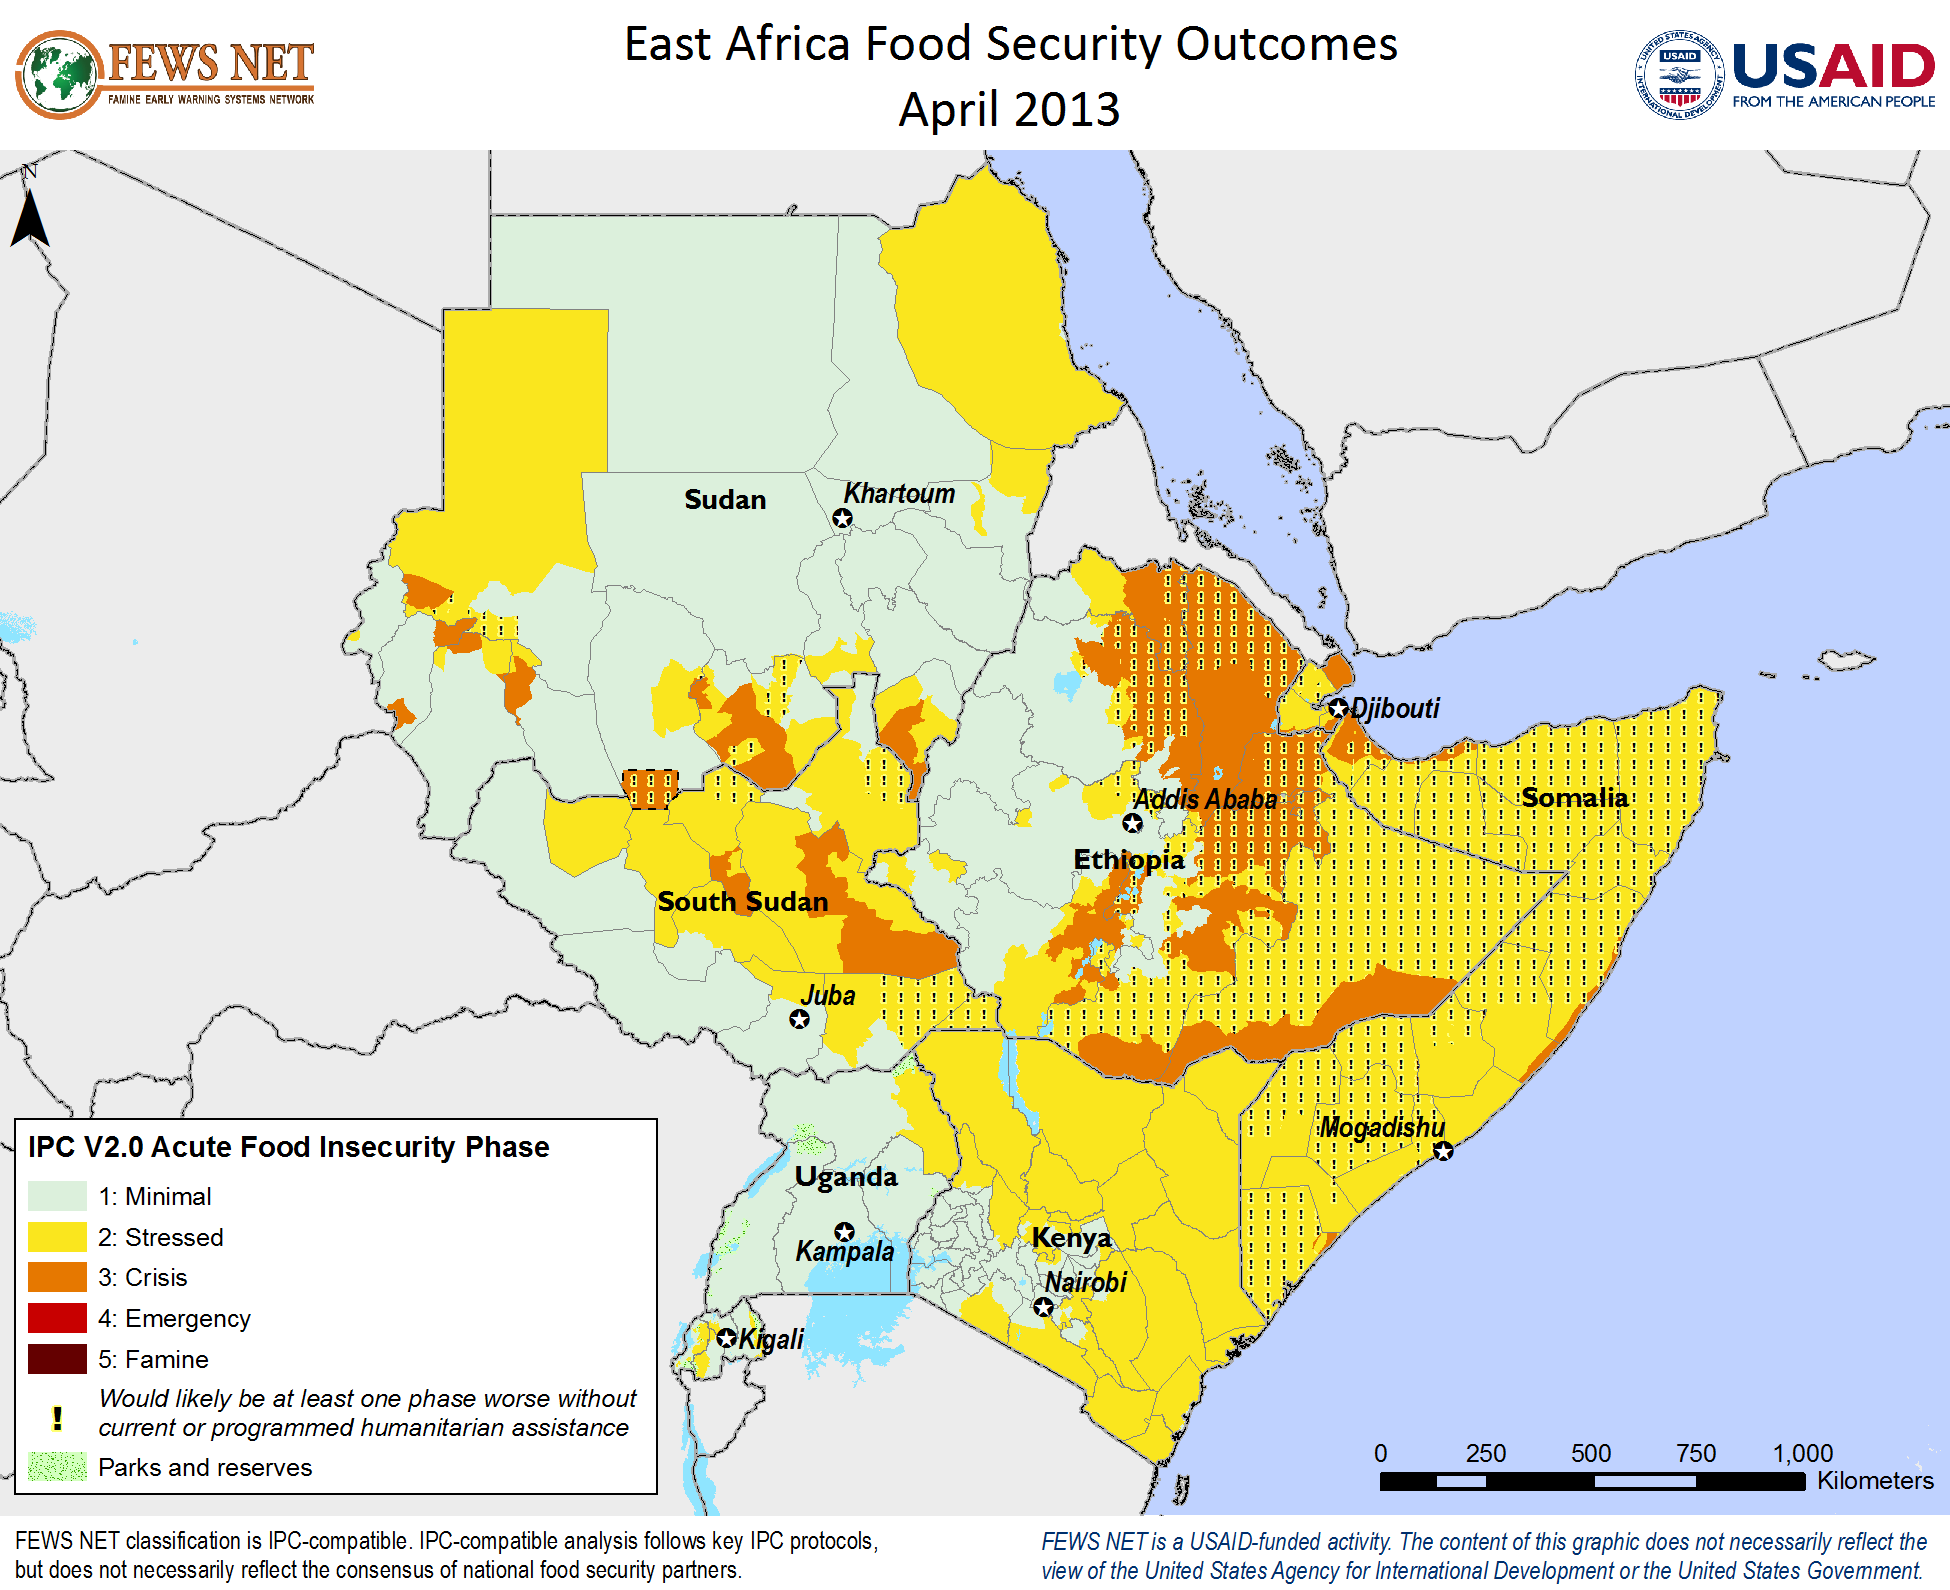 FEWS NET
FAMINE EARLY WARNING SYSTEMS NETWORK
East Africa Food Security Outcomes
April 2013
UNITED STATES AGENCY
USAID
INTERNATIONAL DEVELOPMENT
USAID
FROM THE AMERICAN PEOPLE
N
Sudan
Khartoum
Djibouti
Addis Ababa
Somalia
Ethiopia
South Sudan
Juba
Mogadishu
Uganda
Kampala
Kenya
Nairobi
Kigali
IPC V2.0 Acute Food Insecurity Phase
1: Minimal
2: Stressed
3: Crisis
4: Emergency
5: Famine
! Would likely be at least one phase worse without
current or programmed humanitarian assistance
Parks and reserves
0 250 500 750 1,000
Kilometers
FEWS NET classification is IPC-compatible. IPC-compatible analysis follows key IPC protocols,
but does not necessarily reflect the consensus of national food security partners.
FEWS NET is a USAID-funded activity. The content of this graphic does not necessarily reflect the
view of the United States Agency for International Development or the United States Government.